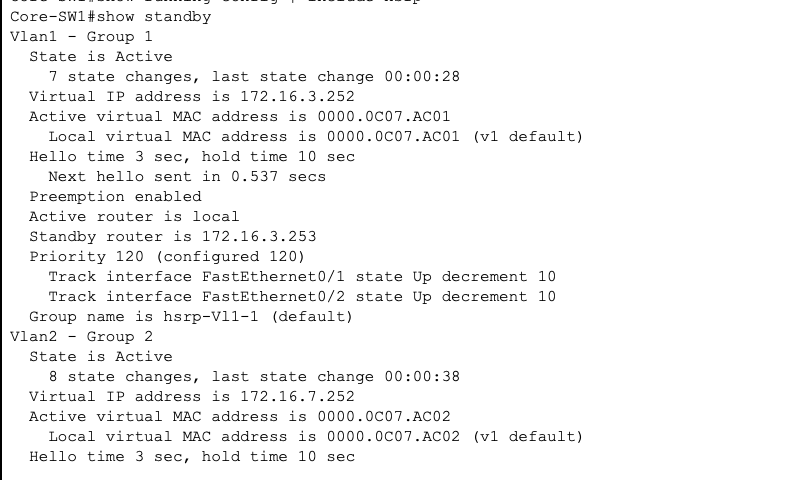 Core-SW1#show standby
Vlan1 - Group 1
  State is Active
    7 state changes, last state change 00:00:28
  Virtual IP address is 172.16.3.252
  Active virtual MAC address is 0000.0C07.AC01
    Local virtual MAC address is 0000.0C07.AC01 (v1 default)
  Hello time 3 sec, hold time 10 sec
    Next hello sent in 0.537 secs
  Preemption enabled
  Active router is local
  Standby router is 172.16.3.253
  Priority 120 (configured 120)
    Track interface FastEthernet0/1 state Up decrement 10
    Track interface FastEthernet0/2 state Up decrement 10
  Group name is hsrp-Vl1-1 (default)
Vlan2 - Group 2
  State is Active
    8 state changes, last state change 00:00:38
  Virtual IP address is 172.16.7.252
  Active virtual MAC address is 0000.0C07.AC02
    Local virtual MAC address is 0000.0C07.AC02 (v1 default)
  Hello time 3 sec, hold time 10 sec